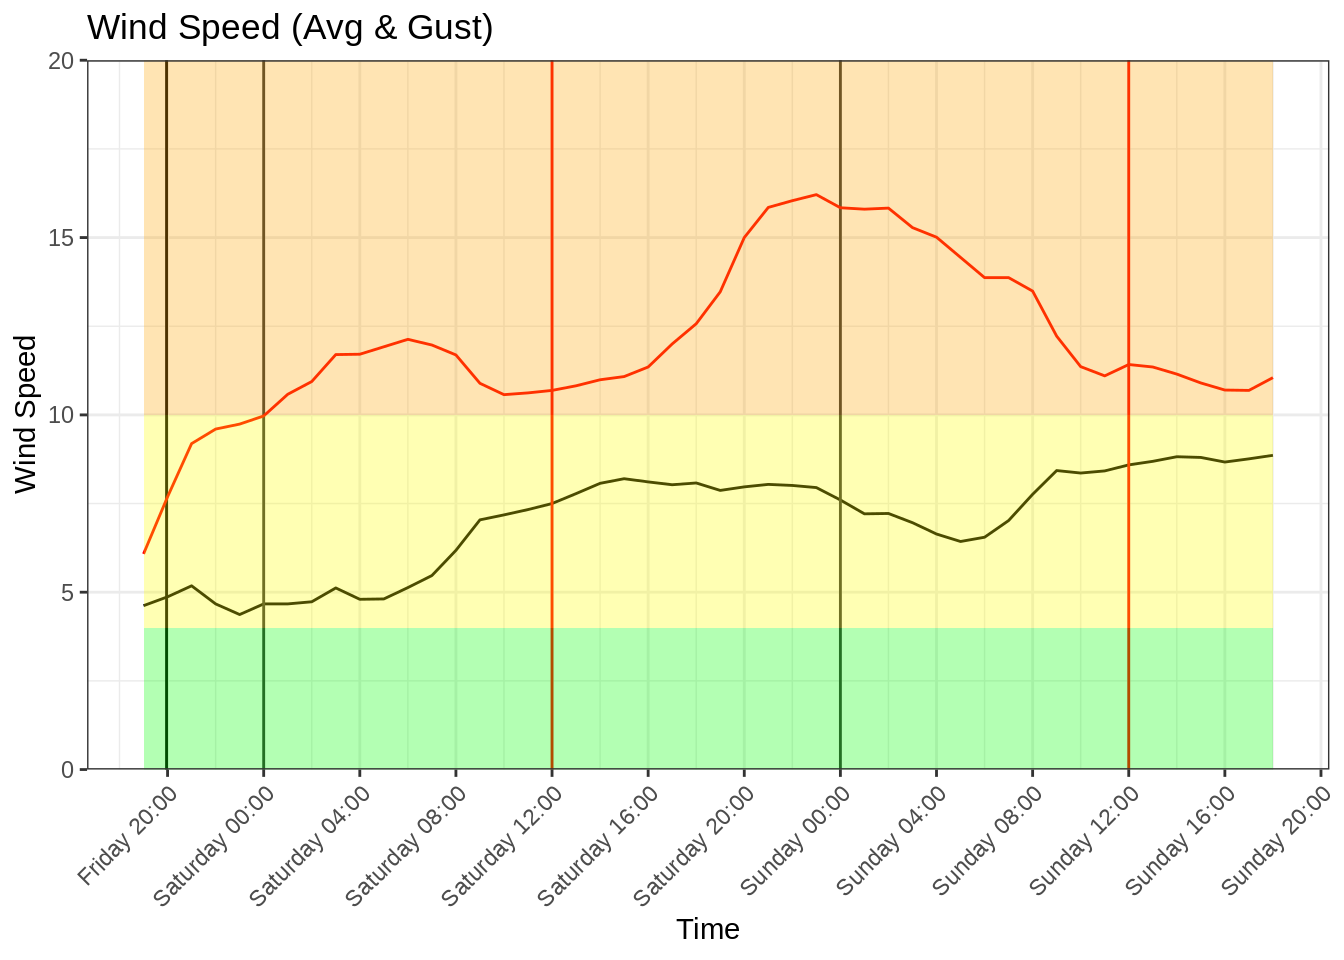 Wind Speed (Avg & Gust)
20
15
10
5
0
Wind Speed
Friday 20:00
Saturday 00:00
Saturday 04:00
Saturday 08:00
Saturday 12:00
Saturday 16:00
Saturday 20:00
Sunday 00:00
Sunday 04:00
Sunday 08:00
Sunday 12:00
Sunday 16:00
Sunday 20:00
Time